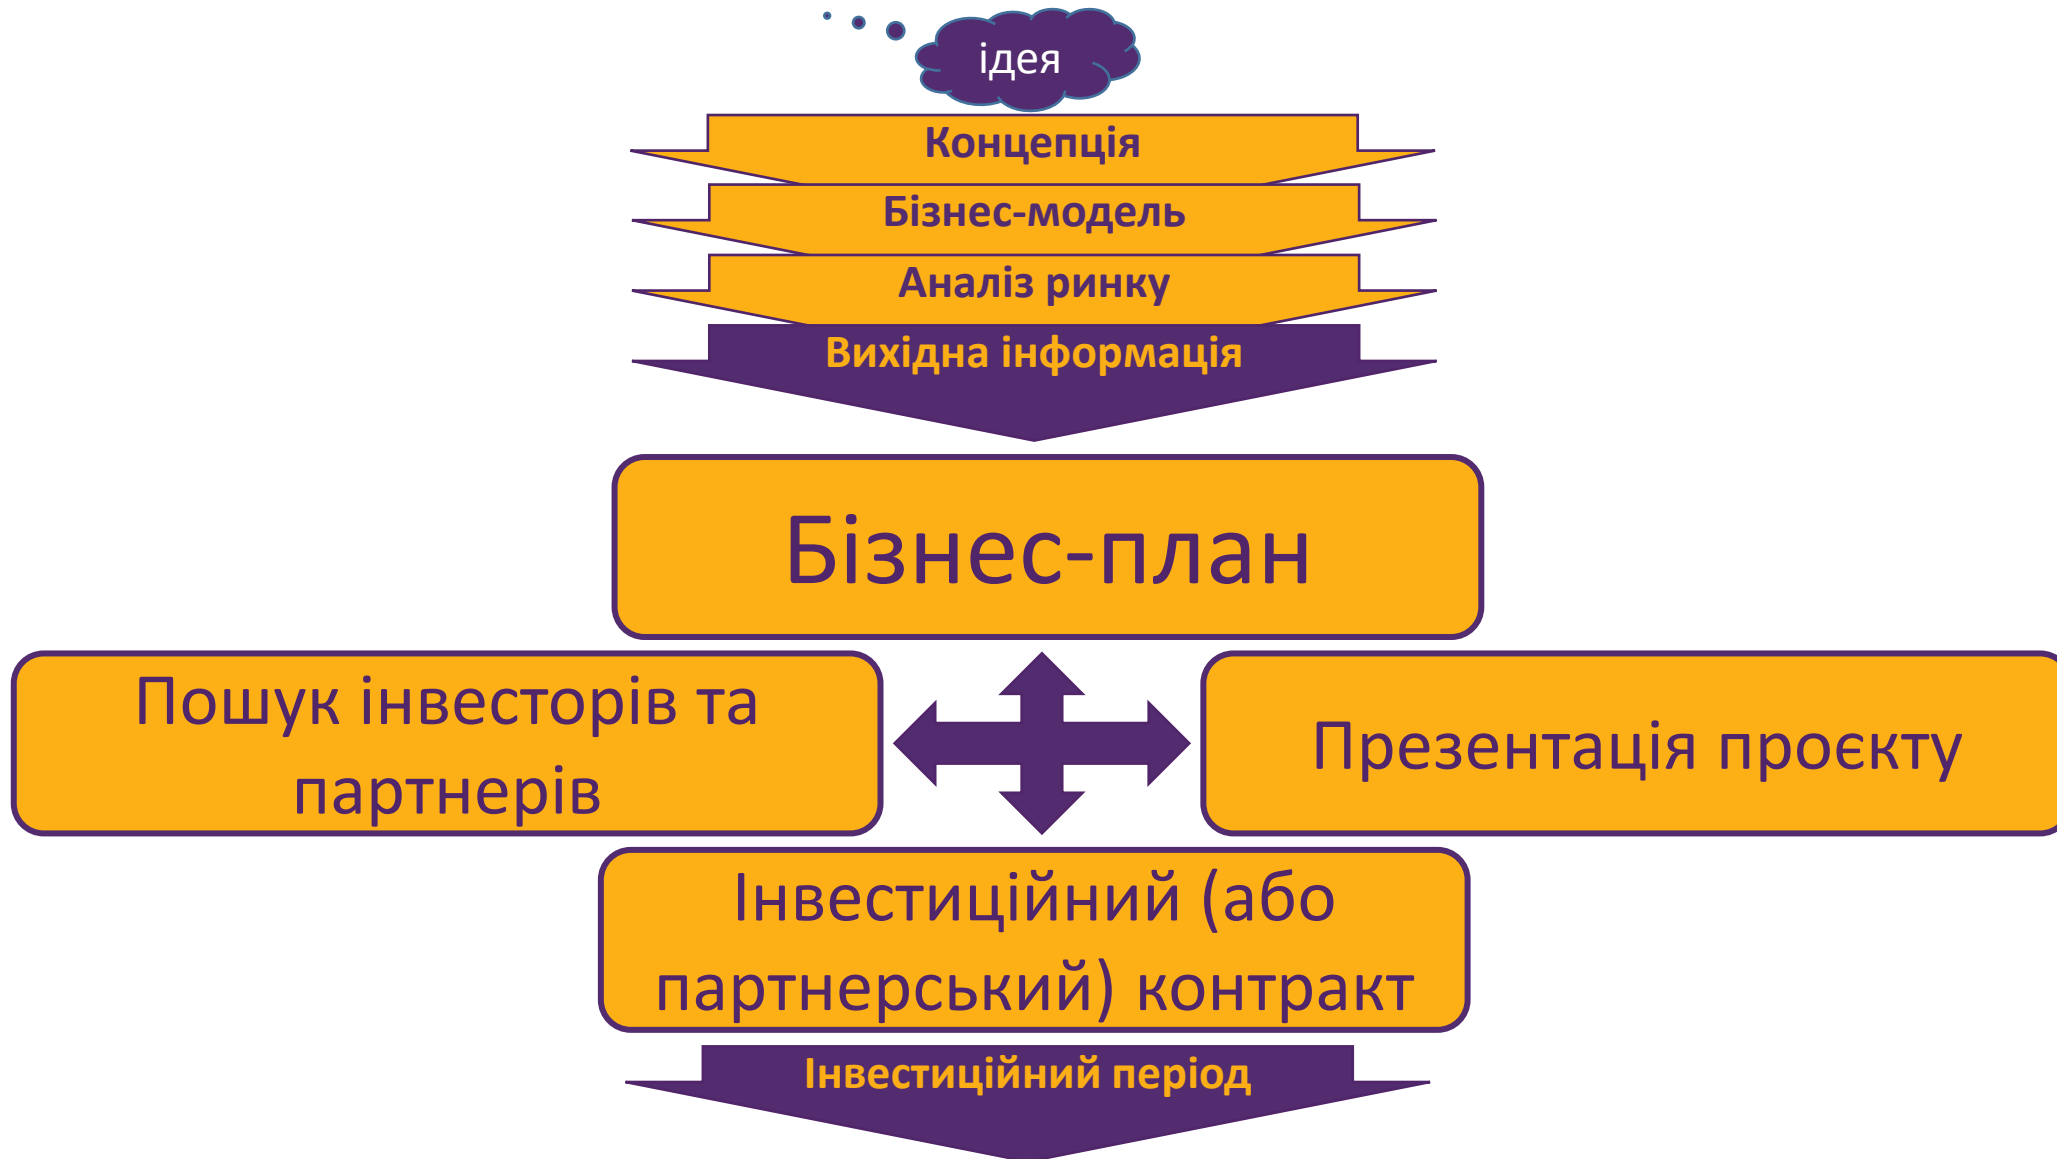 ідея
Концепція
Бізнес-модель
Аналіз ринку
Вихідна інформація
Бізнес-план
Пошук інвесторів та
партнерів
Презентація проєкту
Інвестиційний (або
партнерський) контракт
Інвестиційний період